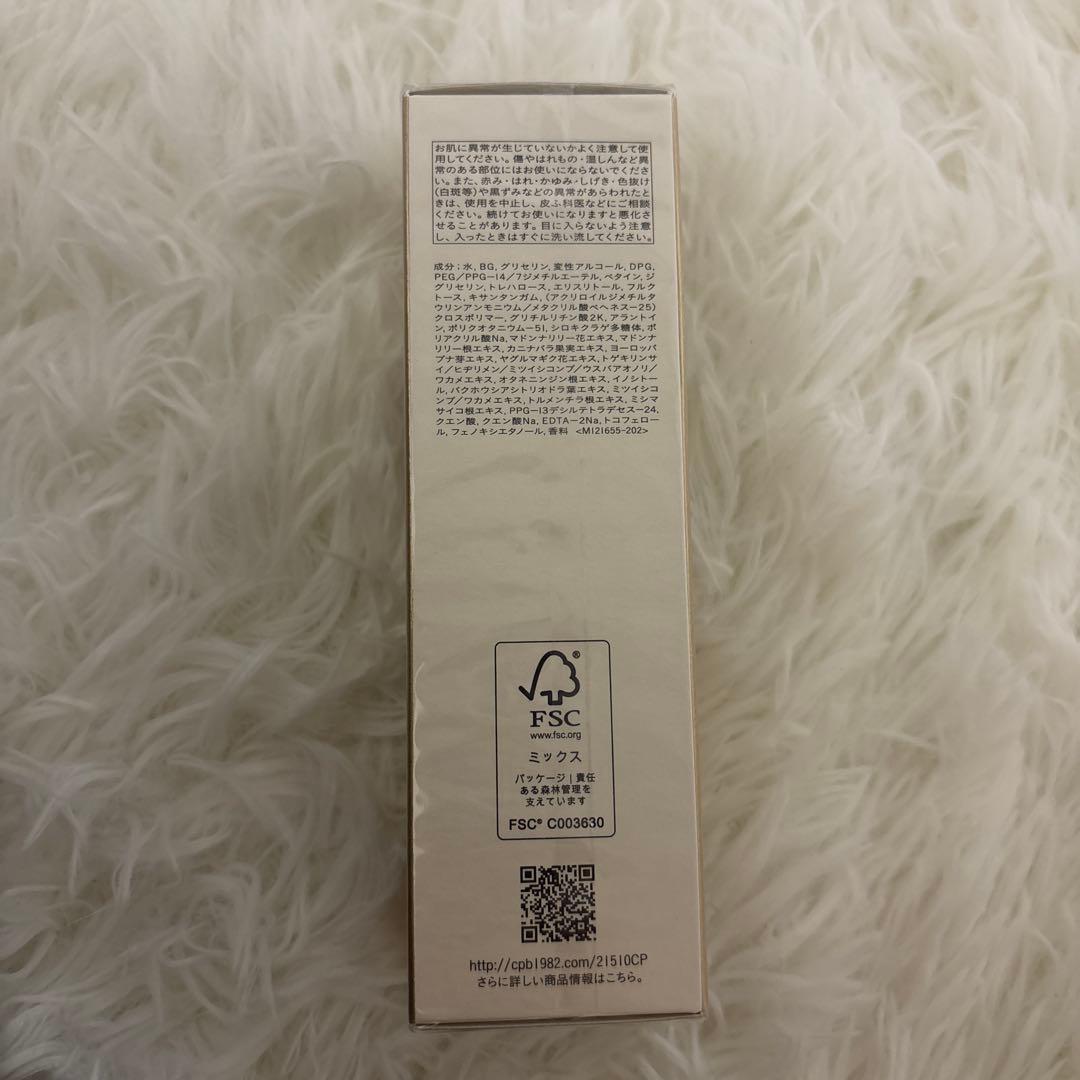 お肌に異常が生じていないかよく注意して使
用してください。傷やはれもの・湿しんなど異
常のある部位にはお使いにならないでくださ
い。また、赤み・はれ・かゆみ・しげき・色抜け
(白斑等)や黒ずみなどの異常があらわれたと
きは、使用を中止し、皮ふ科医などにご相談
ください。続けてお使いになりますと悪化さ
せることがあります。目に入らないよう注意
し、入ったときはすぐに洗い流してください。
成分;水, BG, グリセリン, 変性アルコール, DPG,
PEG/PPG-14/7ジメチルエーテル, ベタイン, ジ
グリセリン, トレハロース, エリスリトール, フルク
トース, キサンタンガム, (アクリロイルジメチルタ
ウリンアンモニウム/メタクリル酸ベヘネス-25)
クロスポリマー, グリチルリチン酸2K, アラントイ
ン, ポリクオタニウム-51, シロキクラゲ多糖体, ポ
リアクリル酸Na, マドンナリリー花エキス, マドン
ナリリー根エキス, カニナバラ果実エキス, ヨーロッパ
ブナ芽エキス, ヤグルマギク花エキス, トゲキリンサ
イ/ヒヂリメン/ミツイシコンブ/ウスバアオノリ/
ワカメエキス, オタネニンジン根エキス, イノシトー
ル, バクホウシアシトリオドラ葉エキス, ミツイシコ
ンブ/ワカメエキス, トルメンチラ根エキス, ミシマ
サイコ根エキス, PPG-13デシルテトラデセス-24,
クエン酸, クエン酸Na, EDTA-2Na, トコフェロー
ル, フェノキシエタノール, 香料 <M121655-202>
®
FSC
www.fsc.org
ミックス
パッケージ|責任
ある森林管理を
支えています
FSC® C003630
http://cpb1982.com/21510CP
さらに詳しい商品情報はこちら。